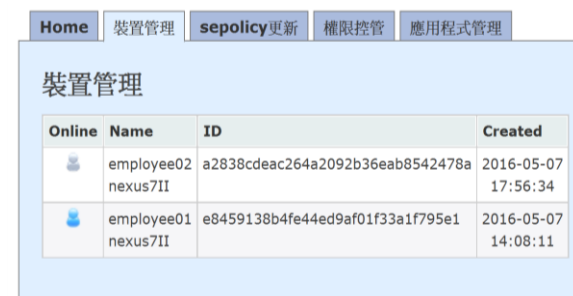 Home 裝置管理 sepolicy更新 權限控管 應用程式管理
裝置管理
Online Name ID Created
employee02 a2838cdeac264a2092b36eab8542478a 2016-05-07
nexus7II 17:56:34
employee01 e8459138b4fe44ed9af01f33a1f795e1 2016-05-07
nexus7II 14:08:11